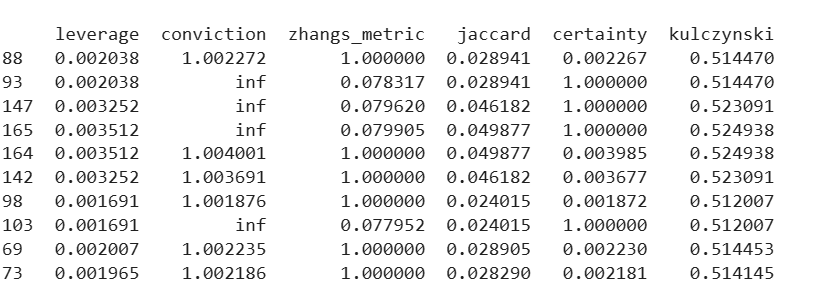 leverage conviction zhangs_metric jaccard certainty kulczynski
88 0.002038 1.002272 1.000000 0.028941 0.002267 0.514470
93 0.002038 inf 0.078317 0.028941 1.000000 0.514470
147 0.003252 inf 0.079620 0.046182 1.000000 0.523091
165 0.003512 inf 0.079905 0.049877 1.000000 0.524938
164 0.003512 1.004001 1.000000 0.049877 0.003985 0.524938
142 0.003252 1.003691 1.000000 0.046182 0.003677 0.523091
98 0.001691 1.001876 1.000000 0.024015 0.001872 0.512007
103 0.001691 inf 0.077952 0.024015 1.000000 0.512007
69 0.002007 1.002235 1.000000 0.028905 0.002230 0.514453
73 0.001965 1.002186 1.000000 0.028290 0.002181 0.514145